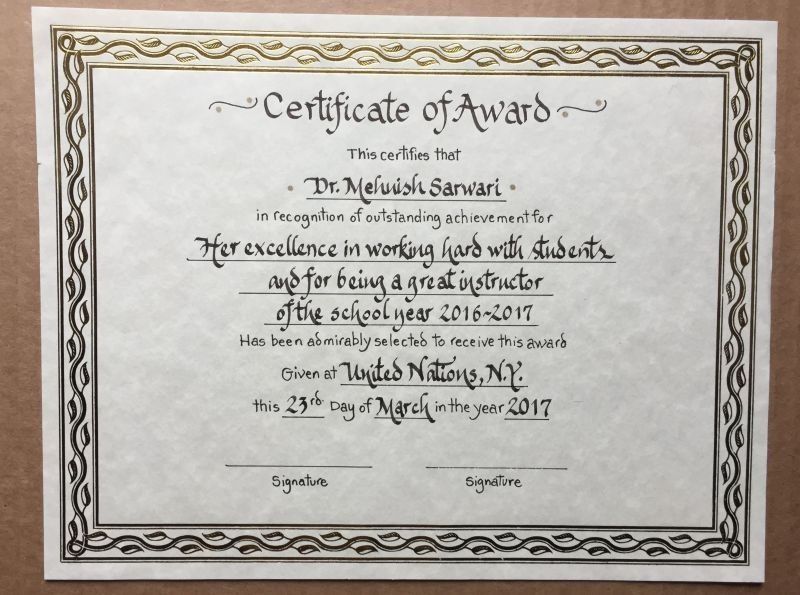 Certificate of Award
This certifies that
Dr. Mehvish Sarwari
in recognition of outstanding achievement for
Her excellence in working hard with students
and for being a great instructor
of the school year 2016~2017
Has been admirably selected to receive this award
Given at United Nations, N.Y.
this 23rd Day of March in the year 2017
Signature Signature